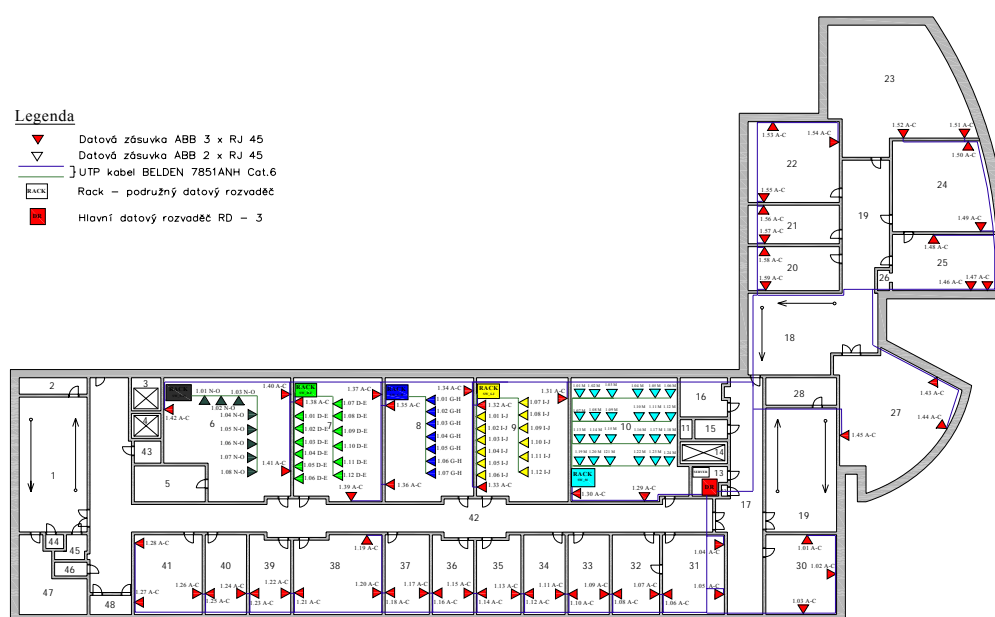 Legenda
Datová zásuvka ABB 3 x RJ 45
Datová zásuvka ABB 2 x RJ 45
UTP kabel BELDEN 7851ANH Cat.6
RACK
Rack – podružný datový rozvaděč
Hlavní datový rozvaděč RD – 3
23
1.52 A-C
1.51 A-C
1.53 A-C
1.54 A-C
1.50 A-C
22
24
1.55 A-C
1.56 A-C
21
1.57 A-C
19
1.49 A-C
1.48 A-C
1.58 A-C
20
1.59 A-C
25
26
1.46 A-C
1.47 A-C
18
2
3
RACK
1.01 N-O
1.03 N-O
1.02 N-O
1.40 A-C
RACK
1.38 A-C
1.37 A-C
RACK
1.35 A-C
1.34 A-C
RACK
1.32 A-C
1.31 A-C
16
28
27
1.43 A-C
1.44 A-C
1.45 A-C
4
43
1.42 A-C
6
1.04 N-O
1.05 N-O
1.06 N-O
1.07 N-O
1.08 N-O
1.41 A-C
5
7
1.01 D-E
1.02 D-E
1.03 D-E
1.04 D-E
1.05 D-E
1.06 D-E
1.07 D-E
1.08 D-E
1.09 D-E
1.10 D-E
1.11 D-E
1.12 D-E
1.39 A-C
8
1.01 G-H
1.02 G-H
1.03 G-H
1.04 G-H
1.05 G-H
1.06 G-H
1.07 G-H
1.36 A-C
9
1.01 I-J
1.02 I-J
1.03 I-J
1.04 I-J
1.05 I-J
1.06 I-J
1.07 I-J
1.08 I-J
1.09 I-J
1.10 I-J
1.11 I-J
1.12 I-J
1.33 A-C
10
RACK
1.30 A-C
1.29 A-C
11
15
14
13
1
42
17
19
44
45
46
47
48
1.28 A-C
41
1.27 A-C
1.26 A-C
40
1.25 A-C
1.24 A-C
39
1.23 A-C
1.22 A-C
38
1.21 A-C
1.19 A-C
1.20 A-C
37
1.18 A-C
1.17 A-C
36
1.16 A-C
1.15 A-C
35
1.14 A-C
1.13 A-C
34
1.12 A-C
1.11 A-C
33
1.10 A-C
1.09 A-C
32
1.08 A-C
1.07 A-C
31
1.06 A-C
1.04
1.05
30
1.01 A-C
1.02 A-C
1.03 A-C